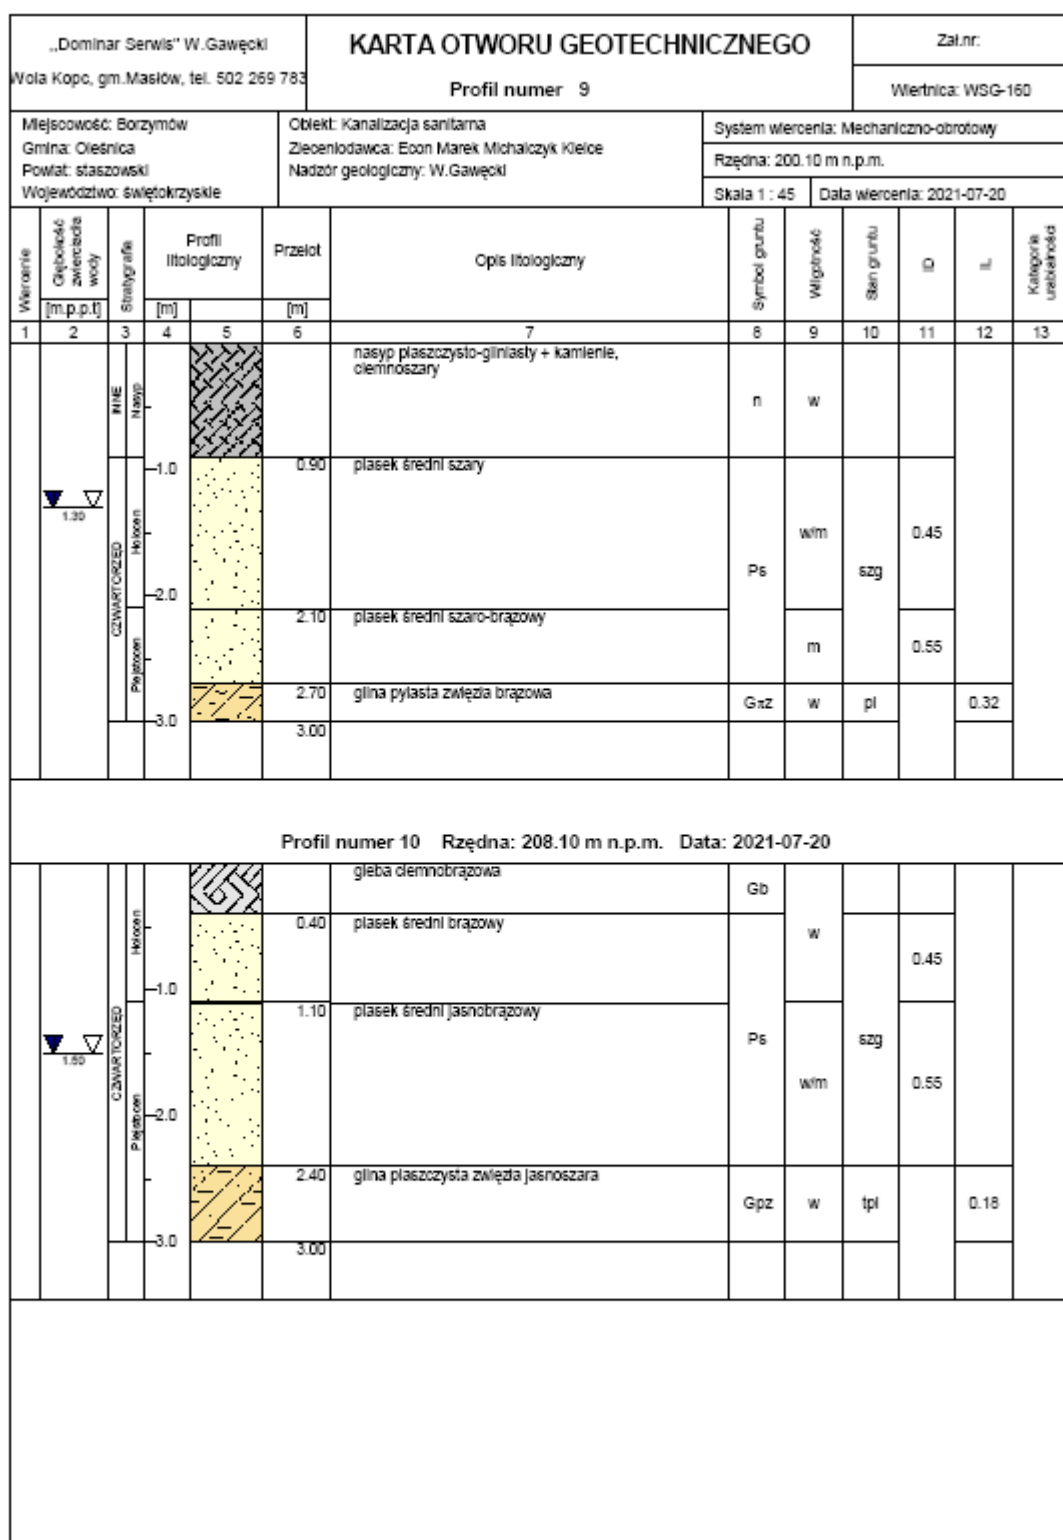 „Dominar Serwis" W.Gawęcki
Wola Kopc, gm.Masłów, tel. 502 269 783
KARTA OTWORU GEOTECHNICZNEGO
Profil numer 9
Zał.nr:
Wiertnica: WSG-160
Miejscowość: Borzymów
Gmina: Oleśnica
Powiat: staszowski
Województwo: świętokrzyskie
Obiekt: Kanalizacja sanitarna
Zleceniodawca: Econ Marek Michalczyk Kielce
Nadzór geologiczny: W.Gawęcki
System wiercenia: Mechaniczno-obrotowy
Rzędna: 200.10 m n.p.m.
Skala 1 : 45 Data wiercenia: 2021-07-20
Wiercenie
Głębokość zwierciadła wody
[m.p.p.t]
Stratygrafia
Profil litologiczny
[m]
Przelot
[m]
Opis litologiczny
Symbol gruntu
Wilgotność
Stan gruntu
ID
IL
Kategoria urabialności
1 2 3 4 5 6 7 8 9 10 11 12 13
INNE
Nasyp
nasyp piaszczysto-gliniasty + kamienie,
ciemnoszary
n w
1.0
0.90 piasek średni szary
1.30
CZWARTORZĘD
Holocen
w/m 0.45
Ps szg
2.0
2.10 piasek średni szaro-brązowy
Plejstocen
m 0.55
2.70 glina pylasta zwięzła brązowa
GπZ w pl 0.32
3.0
3.00
Profil numer 10 Rzędna: 208.10 m n.p.m. Data: 2021-07-20
gleba ciemnobrązowa
Gb
Holocen
0.40 piasek średni brązowy
w
0.45
1.0
1.10 piasek średni jasnobrązowy
CZWARTORZĘD
1.50
Ps szg
w/m 0.55
Plejstocen
2.0
2.40 glina piaszczysta zwięzła jasnoszara
Gpz w tpl 0.18
3.0
3.00